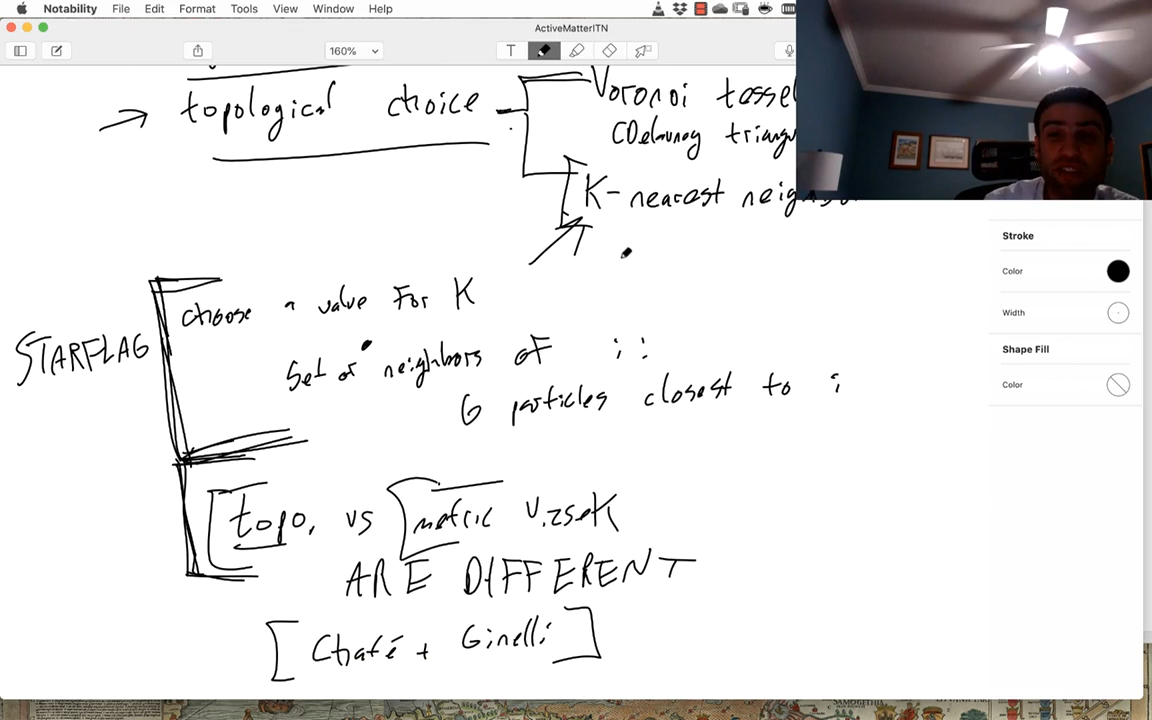 Notability File Edit Format Tools View Window Help
ActiveMatterITN
160%
T
topological choice
Voronoi tessel
(Delaunay triangu
K-nearest neighbor
Stroke
Color
Width
Shape Fill
Color
STARFLAG
choose a value for K
Set of neighbors of i:
6 particles closest to i
topo. vs metric Vizsek
ARE DIFFERENT
[Chaté + Ginelli]